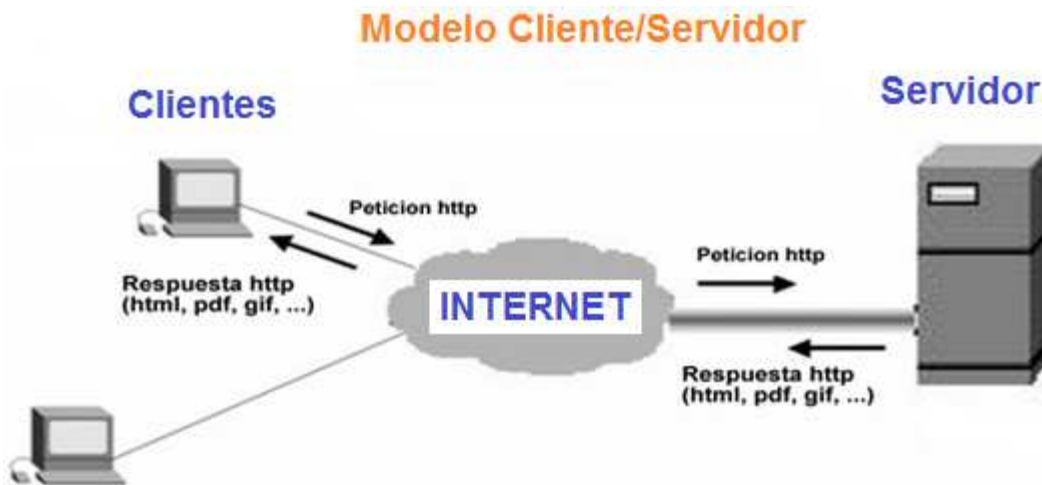 Modelo Cliente/Servidor
Clientes
Servidor
Peticion http
Respuesta http
(html, pdf, gif, ...)
INTERNET
Peticion http
Respuesta http
(html, pdf, gif, ...)